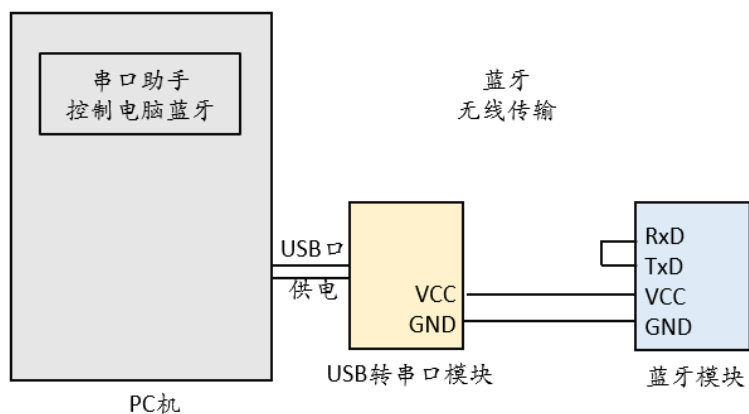 串口助手
控制电脑蓝牙
蓝牙
无线传输
USB口
供电
VCC
GND
RxD
TxD
VCC
GND
USB转串口模块
蓝牙模块
PC机